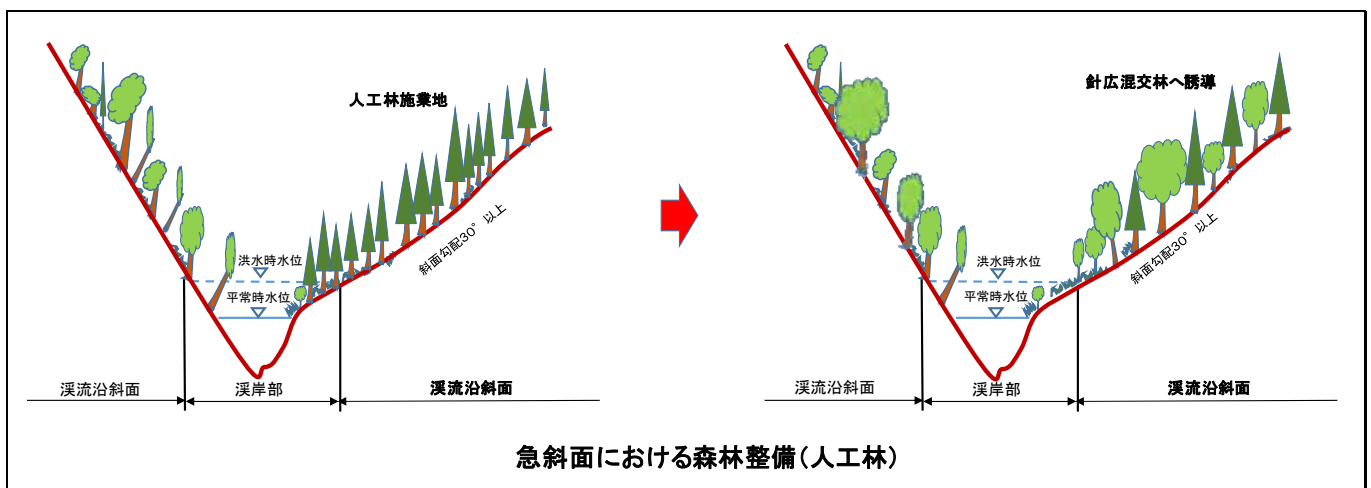 人工林施業地
斜面勾配30°以上
洪水時水位
平常時水位
渓流沿斜面
渓岸部
渓流沿斜面
針広混交林へ誘導
斜面勾配30°以上
洪水時水位
平常時水位
渓流沿斜面
渓岸部
渓流沿斜面
急斜面における森林整備(人工林)